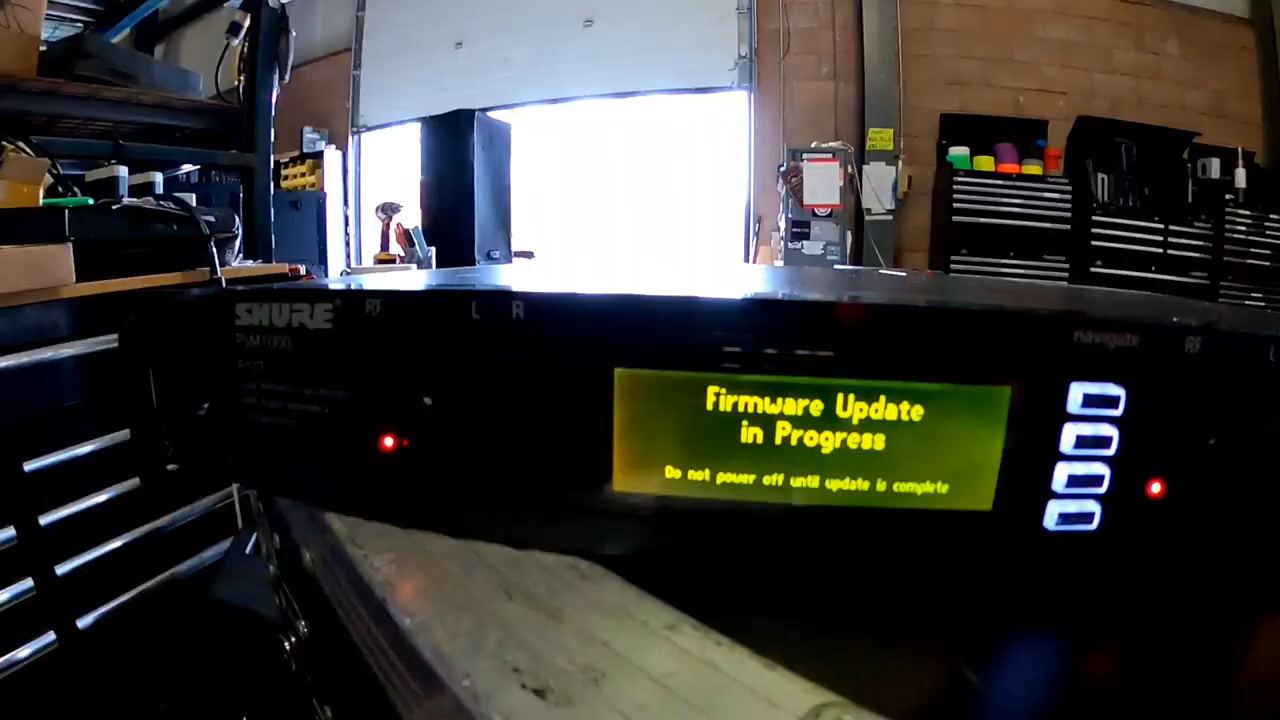 SHURE
PSM1000
RF
L R
Firmware Update
in Progress
Do not power off until update is complete
navigate
RF
L